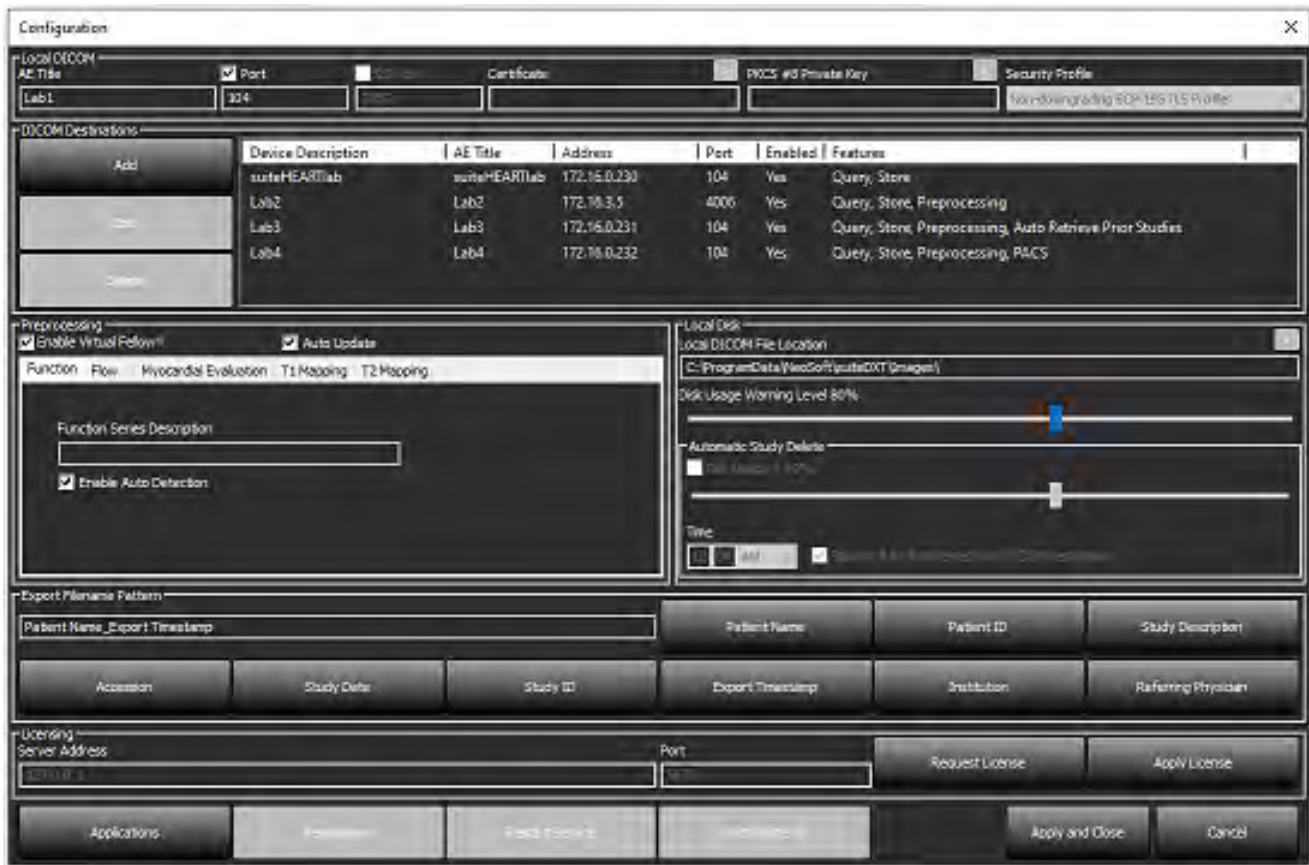 Configuration
Local DICOM
AE Title Port Certificate PKCS #8 Private Key Security Profile
Lab1 104
DICOM Destinations
Add
Device Description AE Title Address Port Enabled Features
suiteHEARTlab suiteHEARTlab 172.16.0.230 104 Yes Query, Store
Lab2 Lab2 172.16.3.5 4006 Yes Query, Store, Preprocessing
Lab3 Lab3 172.16.0.231 104 Yes Query, Store, Preprocessing, Auto Retrieve Prior Studies
Lab4 Lab4 172.16.0.232 104 Yes Query, Store, Preprocessing, PACS
Preprocessing
Enable Virtual Fellow® Auto Update
Function Flow Myocardial Evaluation T1 Mapping T2 Mapping
Function Series Description
Enable Auto Detection
Local Disk
Local DICOM File Location
C:\ProgramData\NeoSoft\suiteDXT\Images\
Disk Usage Warning Level 80%
Automatic Study Delete
Time
AM
Export Filename Pattern
Patient Name_Export Timestamp Patient Name Patient ID Study Description
Accession Study Date Study ID Export Timestamp Institution Referring Physician
Licensing
Server Address Port
Request License Apply License
Applications Apply and Close Cancel